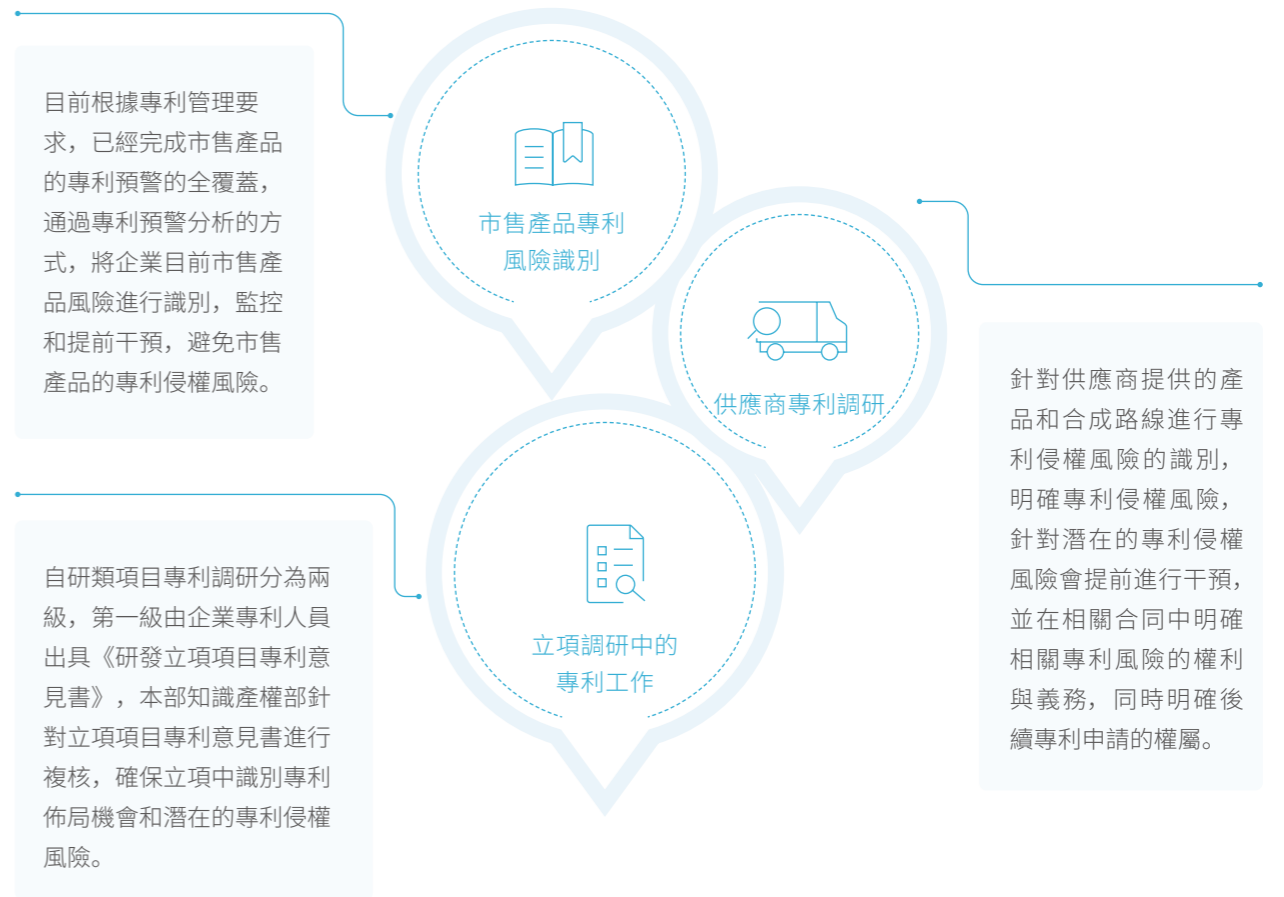 目前根據專利管理要
求，已經完成市售產品
的專利預警的全覆蓋，
通過專利預警分析的方
式，將企業目前市售產
品風險進行識別，監控
和提前干預，避免市售
產品的專利侵權風險。
市售產品專利
風險識別
供應商專利調研
針對供應商提供的產
品和合成路線進行專
利侵權風險的識別，
明確專利侵權風險，
針對潛在的專利侵權
風險會提前進行干預，
並在相關合同中明確
相關專利風險的權利
與義務，同時明確後
續專利申請的權屬。
立項調研中的
專利工作
自研類項目專利調研分為兩
級，第一級由企業專利人員
出具《研發立項項目專利意
見書》，本部知識產權部針
對立項項目專利意見書進行
複核，確保立項中識別專利
佈局機會和潛在的專利侵權
風險。